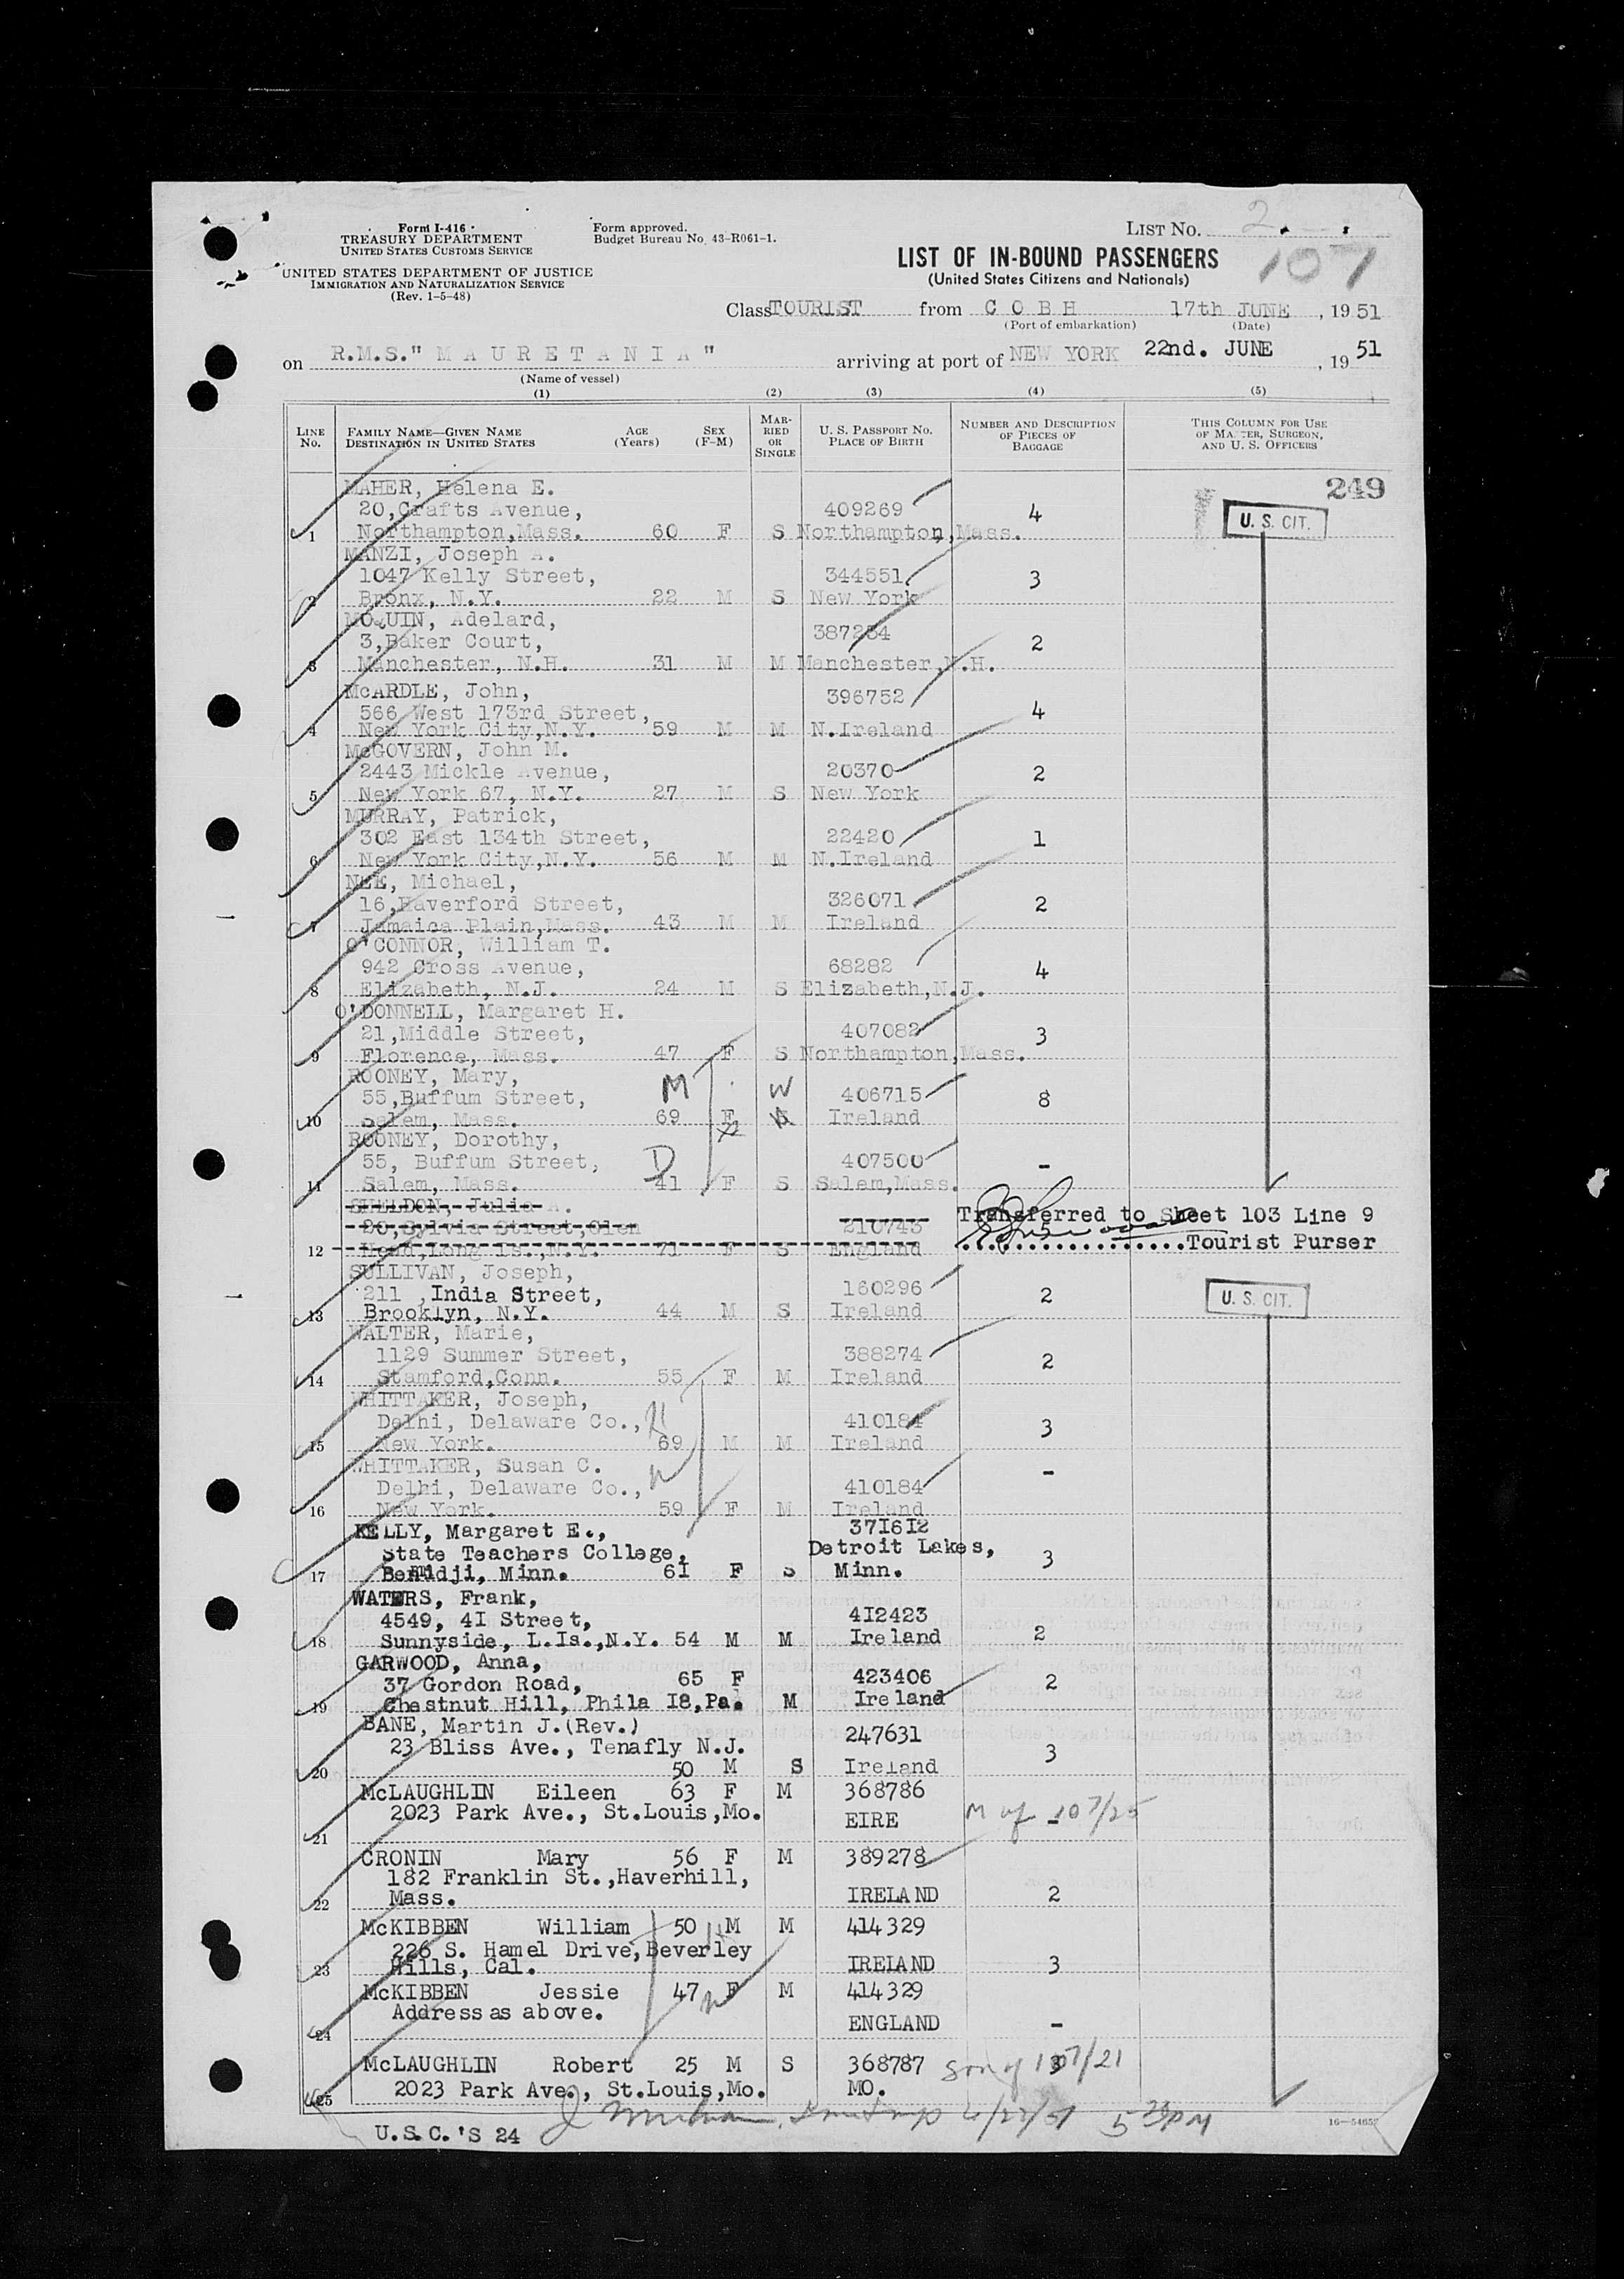 Form I-416
TREASURY DEPARTMENT
UNITED STATES CUSTOMS SERVICE
UNITED STATES DEPARTMENT OF JUSTICE
IMMIGRATION AND NATURALIZATION SERVICE
(Rev. 1-5-48)
Form approved.
Budget Bureau No. 43-R061-1.
LIST NO. 2
107
LIST OF IN-BOUND PASSENGERS
(United States Citizens and Nationals)
Class TOURIST from C O B H 17th JUNE , 19 51
(Port of embarkation) (Date)
on R.M.S." M A U R E T A N I A " arriving at port of NEW YORK 22nd. JUNE , 19 51
(Name of vessel)
(1) (2) (3) (4) (5)
LINE No. FAMILY NAME—GIVEN NAME DESTINATION IN UNITED STATES AGE (Years) SEX (F-M) MARRIED OR SINGLE U. S. PASSPORT NO. PLACE OF BIRTH NUMBER AND DESCRIPTION OF PIECES OF BAGGAGE THIS COLUMN FOR USE OF MASTER, SURGEON, AND U. S. OFFICERS
249
MAHER, Helena E.
20,Crafts Avenue, 409269 4 U. S. CIT.
1 Northampton,Mass. 60 F S Northampton,Mass.
MANZI, Joseph A.
1047 Kelly Street, 344551 3
2 Bronx, N.Y. 22 M S New York
MOQUIN, Adelard,
3,Baker Court, 387254 2
3 Manchester, N.H. 31 M M Manchester,N.H.
McARDLE, John, 396752
566 West 173rd Street, 4
4 New York City,N.Y. 59 M M N.Ireland
McGOVERN, John M.
2443 Mickle Avenue, 20370 2
5 New York 67, N.Y. 27 M S New York
MURRAY, Patrick,
302 East 134th Street, 22420 1
6 New York City,N.Y. 56 M M N.Ireland
NEE, Michael,
16,Haverford Street, 326071 2
7 Jamaica Plain,Mass. 43 M M Ireland
O'CONNOR, William T.
942 Cross Avenue, 68282 4
8 Elizabeth, N.J. 24 M S Elizabeth,N.J.
O'DONNELL, Margaret H.
21,Middle Street, 407082 3
9 Florence, Mass. 47 F S Northampton,Mass.
ROONEY, Mary, M W
55,Buffum Street, 406715 8
10 Salem, Mass. 69 F S Ireland
ROONEY, Dorothy,
55, Buffum Street, D 407500 -
11 Salem, Mass. 41 F S Salem,Mass.
SHELDON, Julia A.
20,Sylvia Street,Glen 210743 Transferred to Sheet 103 Line 9
12 Head,Long Is.,N.Y. 71 F S England Tourist Purser
SULLIVAN, Joseph,
211 ,India Street, 160296 2 U. S. CIT.
13 Brooklyn, N.Y. 44 M S Ireland
WALTER, Marie,
1129 Summer Street, 388274 2
14 Stamford,Conn. 55 F M Ireland
WHITTAKER, Joseph,
Delhi, Delaware Co., H 410184 3
15 New York. 69 M M Ireland
WHITTAKER, Susan C.
Delhi, Delaware Co., W 410184 -
16 New York. 59 F M Ireland
KELLY, Margaret E., 371612
State Teachers College, Detroit Lakes, 3
17 Bemidji, Minn. 61 F S Minn.
WATERS, Frank,
4549, 41 Street, 412423
18 Sunnyside, L.Is.,N.Y. 54 M M Ireland 2
GARWOOD, Anna,
37 Gordon Road, 65 F 423406 2
19 Chestnut Hill, Phila 18,Pa. M Ireland
BANE, Martin J.(Rev.) 247631
23 Bliss Ave., Tenafly N.J. 3
20 50 M S Ireland
McLAUGHLIN Eileen 63 F M 368786
2023 Park Ave., St.Louis,Mo. EIRE M of 107/25
21 -
CRONIN Mary 56 F M 389278
182 Franklin St.,Haverhill,
22 Mass. IRELAND 2
McKIBBEN William 50 M M 414329
226 S. Hamel Drive,Beverley
23 Hills, Cal. IRELAND 3
McKIBBEN Jessie 47 F M 414329
Address as above. W
24 ENGLAND -
McLAUGHLIN Robert 25 M S 368787 son of 107/21
25 2023 Park Ave., St.Louis,Mo. MO.
6/22/51 5
U.S.C.'S 24